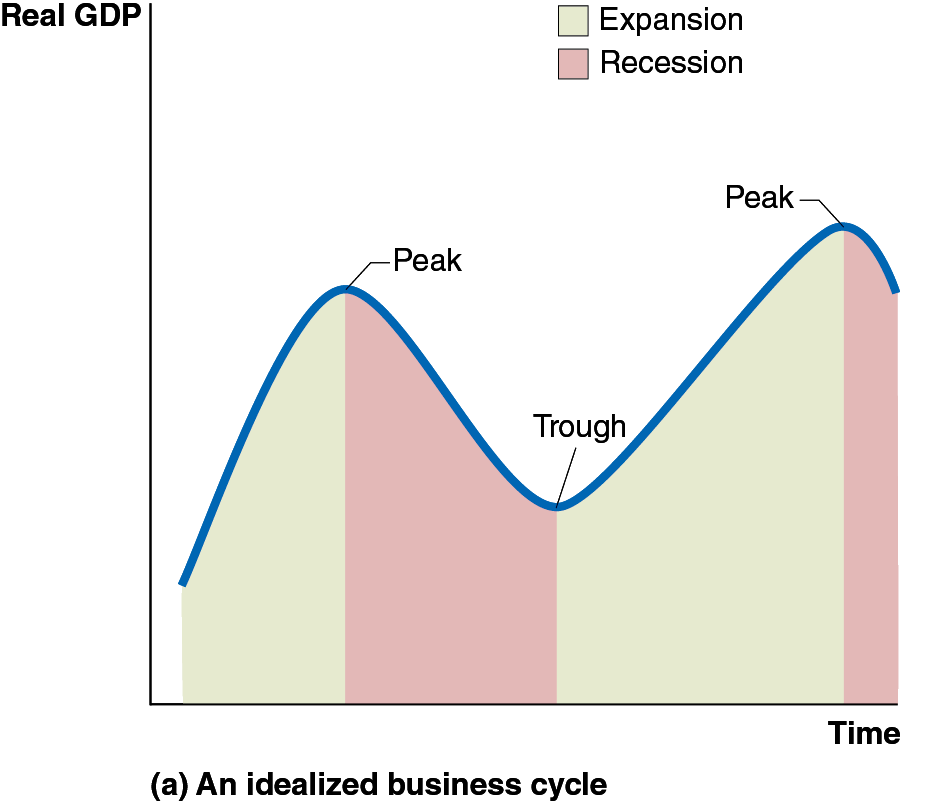 Real GDP
Expansion
Recession
Peak
Peak
Trough
Time
(a) An idealized business cycle